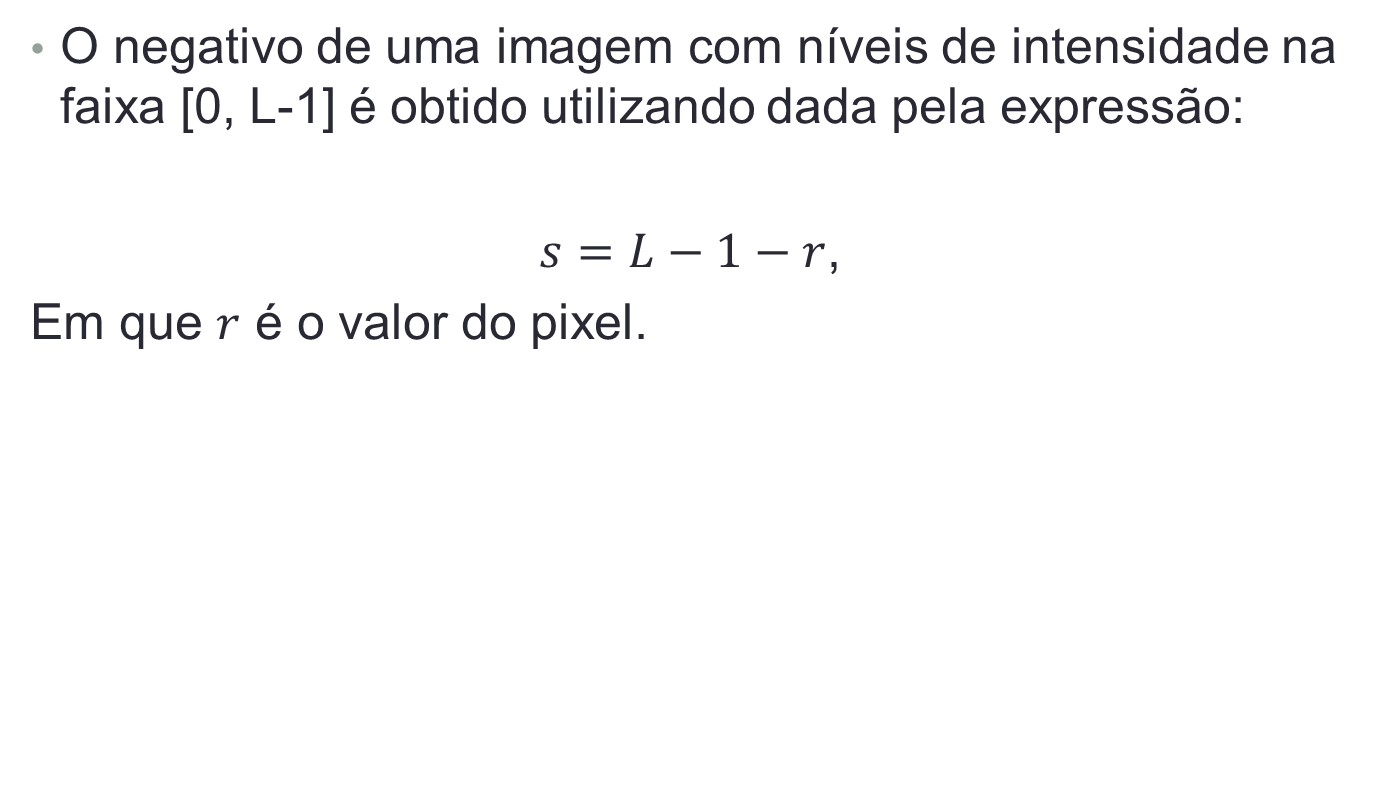 • O negativo de uma imagem com níveis de intensidade na
faixa [0, L-1] é obtido utilizando dada pela expressão:
𝑠 = 𝐿 − 1 − 𝑟,
Em que 𝑟 é o valor do pixel.